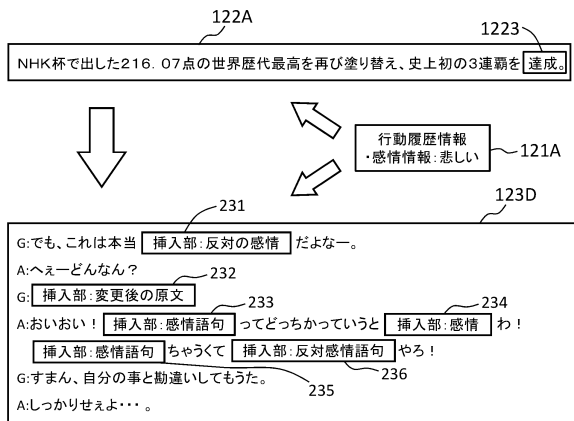 122A
1223
NHK杯で出した216．07点の世界歴代最高を再び塗り替え、史上初の3連覇を 達成。
行動履歴情報
・感情情報：悲しい
121A
123D
231
G:でも、これは本当 挿入部：反対の感情 だよなー。
A:へぇーどんなん？
232
G: 挿入部：変更後の原文
233
234
A:おいおい！ 挿入部：感情語句 ってどっちかっていうと 挿入部：感情 わ！
挿入部：感情語句 ちゃうくて 挿入部：反対感情語句 やろ！
235
236
G:すまん、自分の事と勘違いしてもうた。
A:しっかりせぇよ・・・。